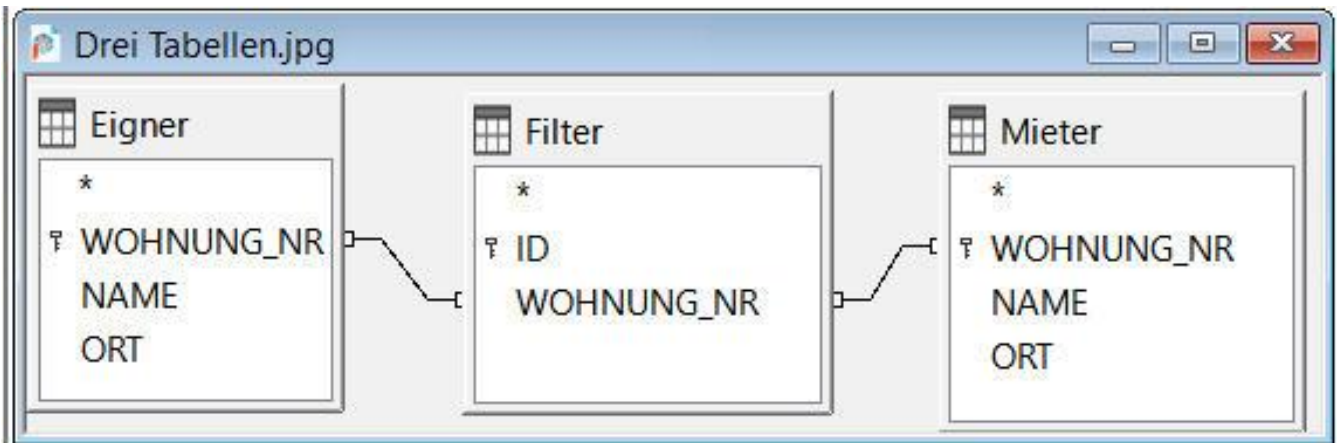 Drei Tabellen.jpg
Eigner
*
WOHNUNG_NR
NAME
ORT
Filter
*
ID
WOHNUNG_NR
Mieter
*
WOHNUNG_NR
NAME
ORT